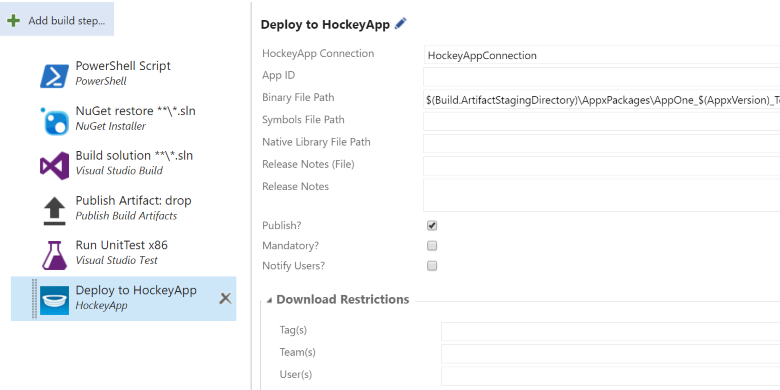 Add build step...
PowerShell Script
PowerShell
NuGet restore **\*.sln
NuGet Installer
Build solution **\*.sln
Visual Studio Build
Publish Artifact: drop
Publish Build Artifacts
Run UnitTest x86
Visual Studio Test
Deploy to HockeyApp
HockeyApp
Deploy to HockeyApp
HockeyApp Connection HockeyAppConnection
App ID
Binary File Path $(Build.ArtifactStagingDirectory)\AppxPackages\AppOne_$(AppxVersion)_Te
Symbols File Path
Native Library File Path
Release Notes (File)
Release Notes
Publish?
Mandatory?
Notify Users?
Download Restrictions
Tag(s)
Team(s)
User(s)